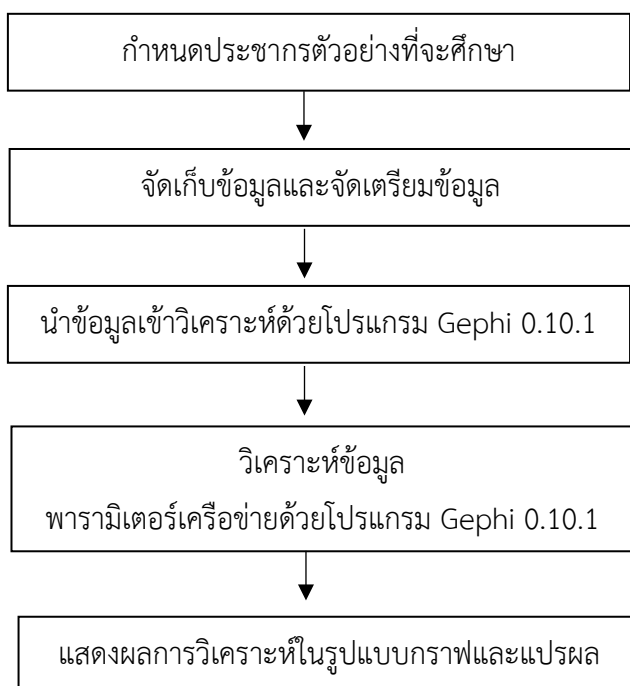 กำหนดประชากรตัวอย่างที่จะศึกษา
จัดเก็บข้อมูลและจัดเตรียมข้อมูล
นำข้อมูลเข้าวิเคราะห์ด้วยโปรแกรม Gephi 0.10.1
วิเคราะห์ข้อมูล
พารามิเตอร์เครือข่ายด้วยโปรแกรม Gephi 0.10.1
แสดงผลการวิเคราะห์ในรูปแบบกราฟและแปรผล